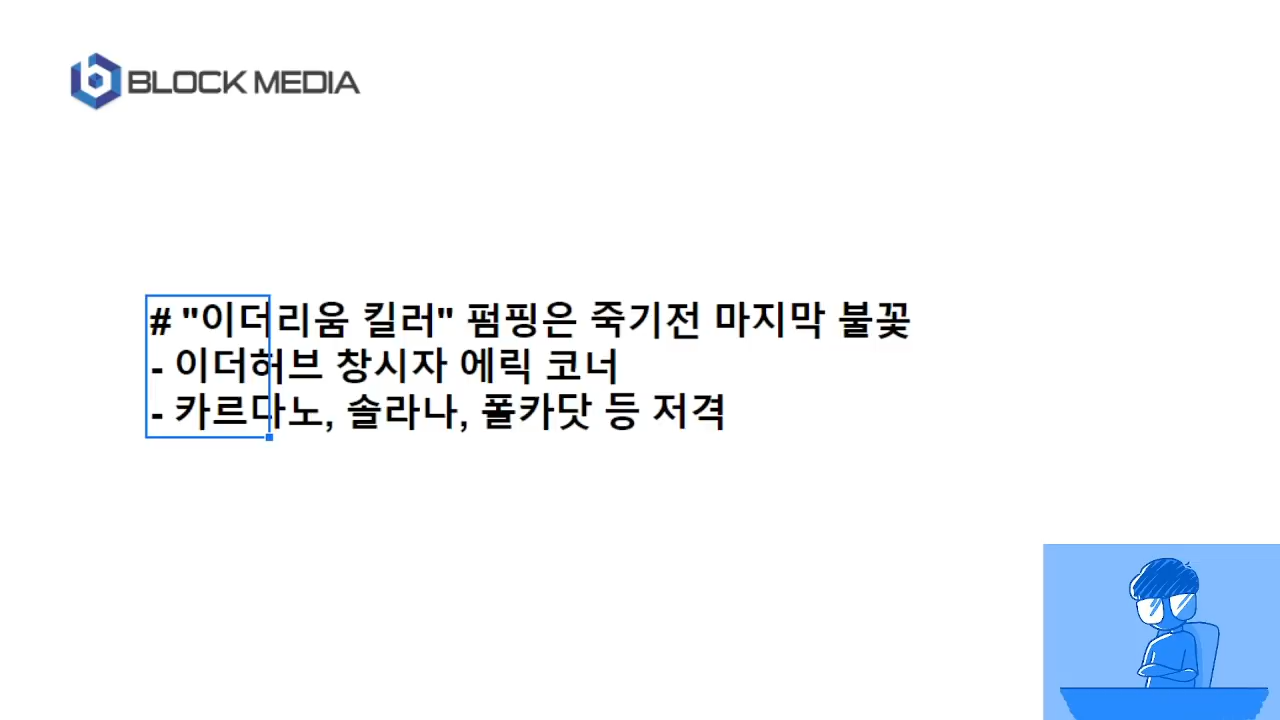 BLOCK MEDIA
# "이더리움 킬러" 펌핑은 죽기전 마지막 불꽃
- 이더허브 창시자 에릭 코너
- 카르다노, 솔라나, 폴카닷 등 저격